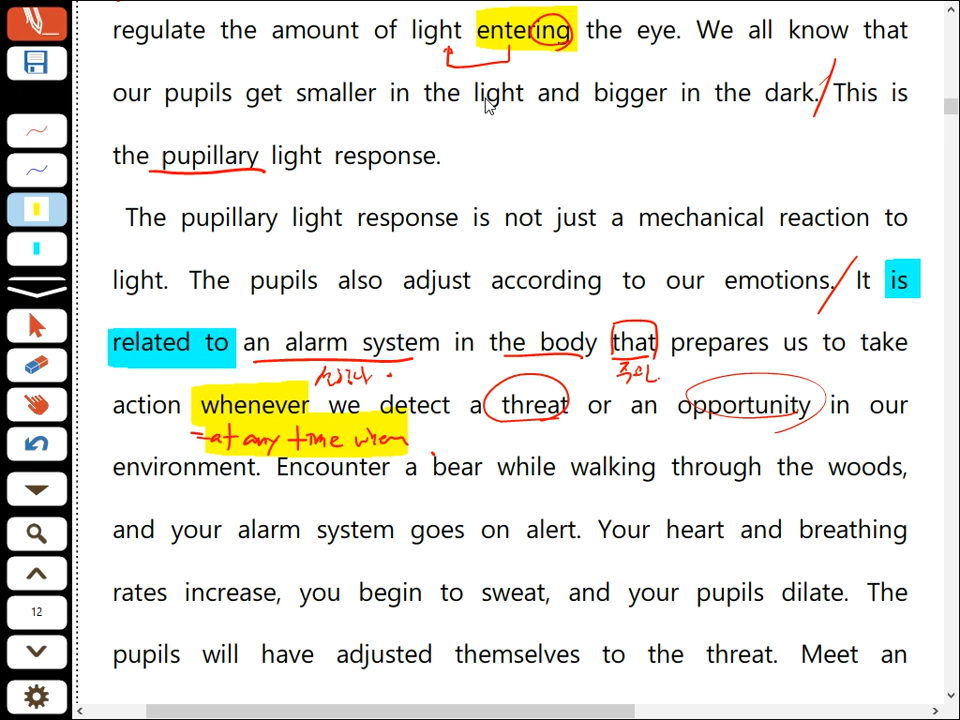 regulate the amount of light entering the eye. We all know that
our pupils get smaller in the light and bigger in the dark. This is
the pupillary light response.
The pupillary light response is not just a mechanical reaction to
light. The pupils also adjust according to our emotions. It is
related to an alarm system in the body that prepares us to take
action whenever we detect a threat or an opportunity in our
=at any time when
environment. Encounter a bear while walking through the woods,
and your alarm system goes on alert. Your heart and breathing
rates increase, you begin to sweat, and your pupils dilate. The
12
pupils will have adjusted themselves to the threat. Meet an